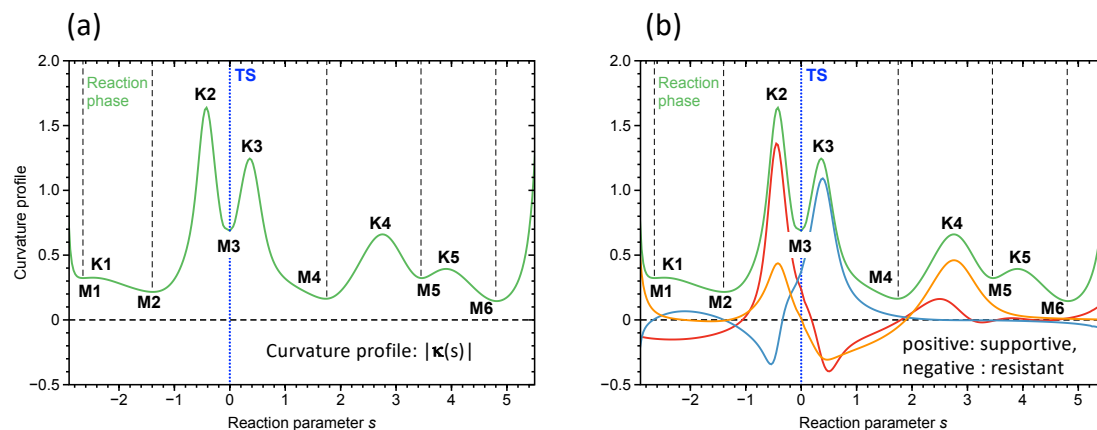 (a)
2.0
1.5
1.0
0.5
0
−0.5
Curvature profile
Reaction
phase
TS
K1
M1
M2
K2
M3
K3
M4
K4
M5
K5
M6
Curvature profile: |κ(s)|
−2
−1
0
1
2
3
4
5
Reaction parameter s
(b)
2.0
1.5
1.0
0.5
0
−0.5
Reaction
phase
TS
K1
M1
M2
K2
M3
K3
M4
K4
M5
K5
M6
positive: supportive,
negative : resistant
−2
−1
0
1
2
3
4
5
Reaction parameter s